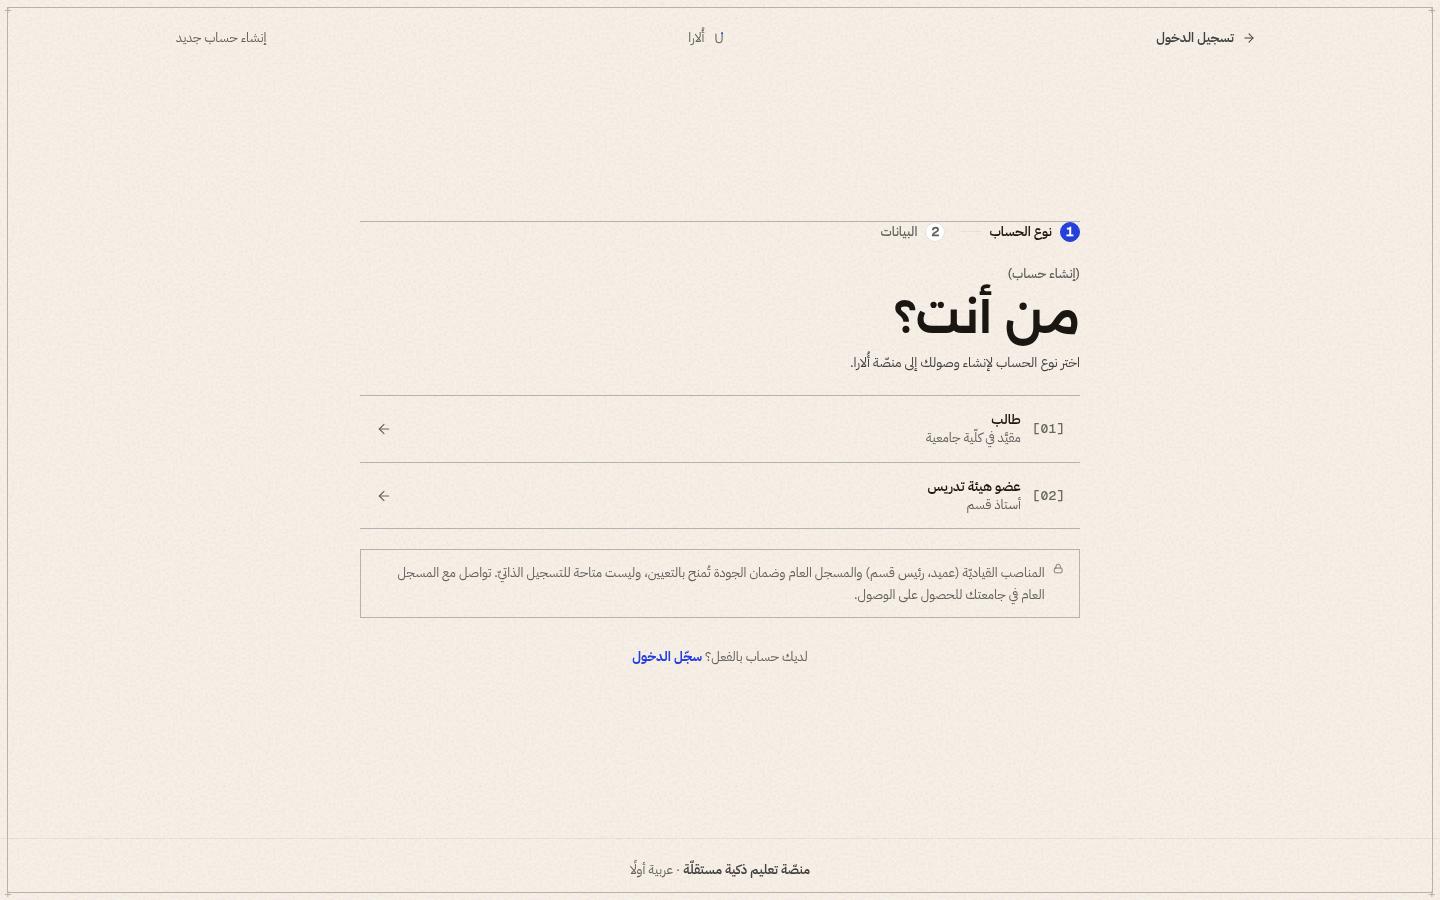 تسجيل الدخول
ألارا
إنشاء حساب جديد
1 نوع الحساب
2 البيانات
(إنشاء حساب)
من أنت؟
اختر نوع الحساب لإنشاء وصولك إلى منصّة ألارا.
[01] طالب
مقيَّد في كلّية جامعية
[02] عضو هيئة تدريس
أستاذ قسم
المناصب القياديّة (عميد، رئيس قسم) والمسجل العام وضمان الجودة تُمنح بالتعيين، وليست متاحة للتسجيل الذاتيّ. تواصل مع المسجل
العام في جامعتك للحصول على الوصول.
لديك حساب بالفعل؟ سجّل الدخول
منصّة تعليم ذكية مستقلّة · عربية أولًا